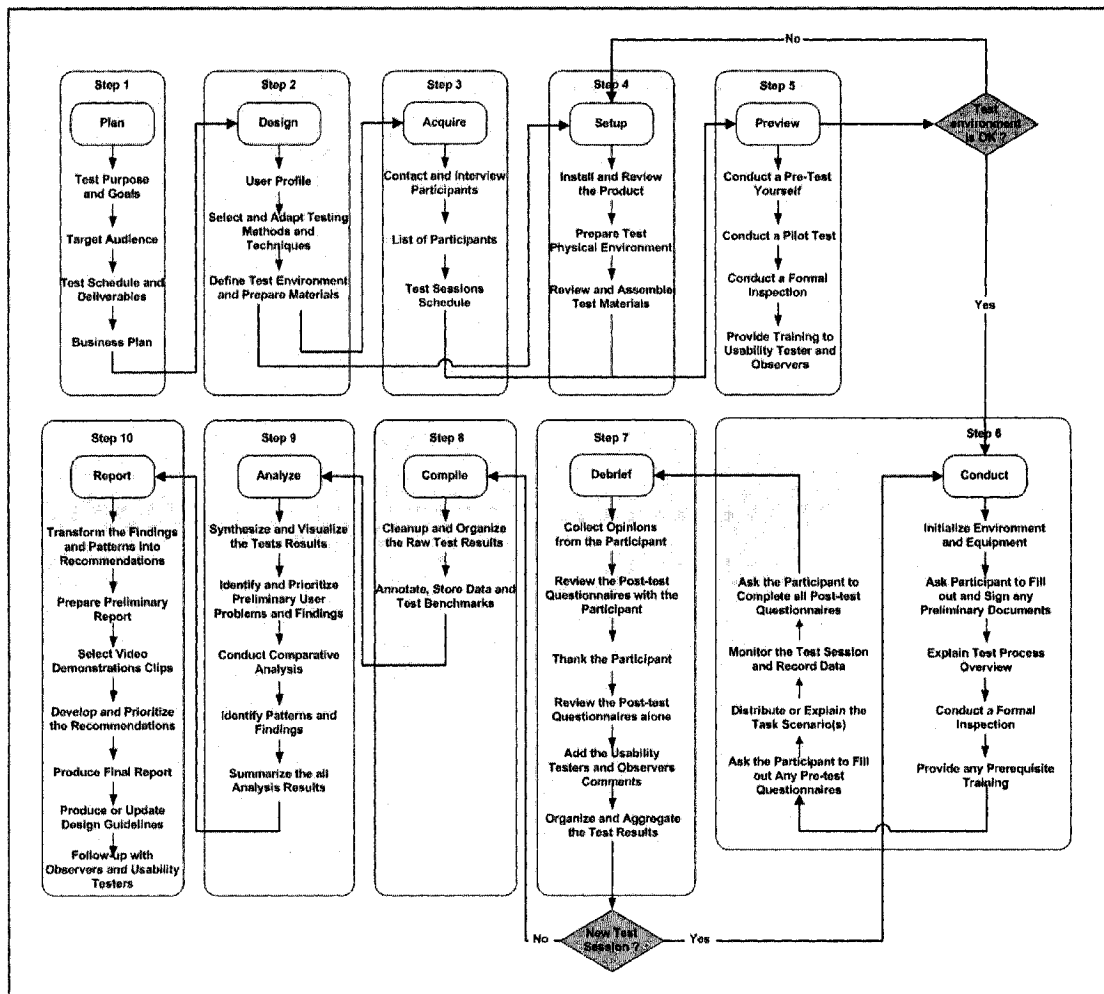 No
Step 1
Plan
Test Purpose
and Goals
Target Audience
Test Schedule and
Deliverables
Business Plan
Step 2
Design
User Profile
Select and Adapt Testing
Methods and
Techniques
Define Test Environment
and Prepare Materials
Step 3
Acquire
Contact and Interview
Participants
List of Participants
Test Sessions
Schedule
Step 4
Setup
Install and Review
the Product
Prepare Test
Physical Environment
Review and Assemble
Test Materials
Step 5
Preview
Conduct a Pre-Test
Yourself
Conduct a Pilot Test
Conduct a Formal
Inspection
Provide Training to
Usability Tester and
Observers
Test
environment
is OK ?
Yes
Step 6
Conduct
Initialize Environment
and Equipment
Ask Participant to Fill
out and Sign any
Preliminary Documents
Explain Test Process
Overview
Conduct a Formal
Inspection
Provide any Prerequisite
Training
Ask the Participant to Fill
out Any Pre-test
Questionnaires
Distribute or Explain the
Task Scenario(s)
Monitor the Test Session
and Record Data
Ask the Participant to
Complete all Post-test
Questionnaires
Step 7
Debrief
Collect Opinions
from the Participant
Review the Post-test
Questionnaires with the
Participant
Thank the Participant
Review the Post-test
Questionnaires alone
Add the Usability
Testers and Observers
Comments
Organize and Aggregate
the Test Results
New Test
Session ?
No
Yes
Step 8
Compile
Cleanup and Organize
the Raw Test Results
Annotate, Store Data and
Test Benchmarks
Step 9
Analyze
Synthesize and Visualize
the Tests Results
Identify and Prioritize
Preliminary User
Problems and Findings
Conduct Comparative
Analysis
Identify Patterns and
Findings
Summarize the all
Analysis Results
Step 10
Report
Transform the Findings
and Patterns Into
Recommendations
Prepare Preliminary
Report
Select Video
Demonstrations Clips
Develop and Prioritize
the Recommendations
Produce Final Report
Produce or Update
Design Guidelines
Follow-up with
Observers and Usability
Testers